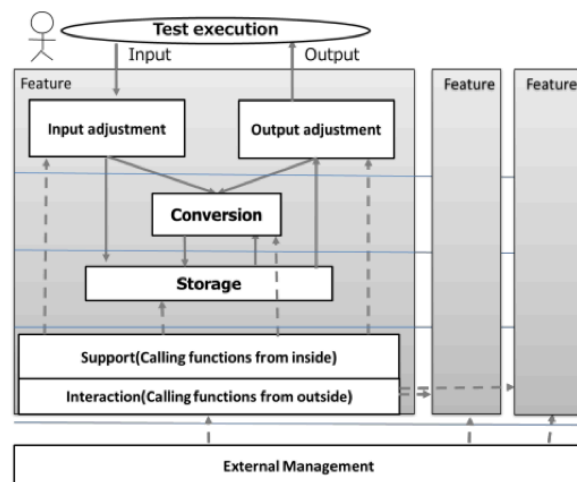 Test execution
Input
Output
Feature
Feature
Feature
Input adjustment
Output adjustment
Conversion
Storage
Support(Calling functions from inside)
Interaction(Calling functions from outside)
External Management